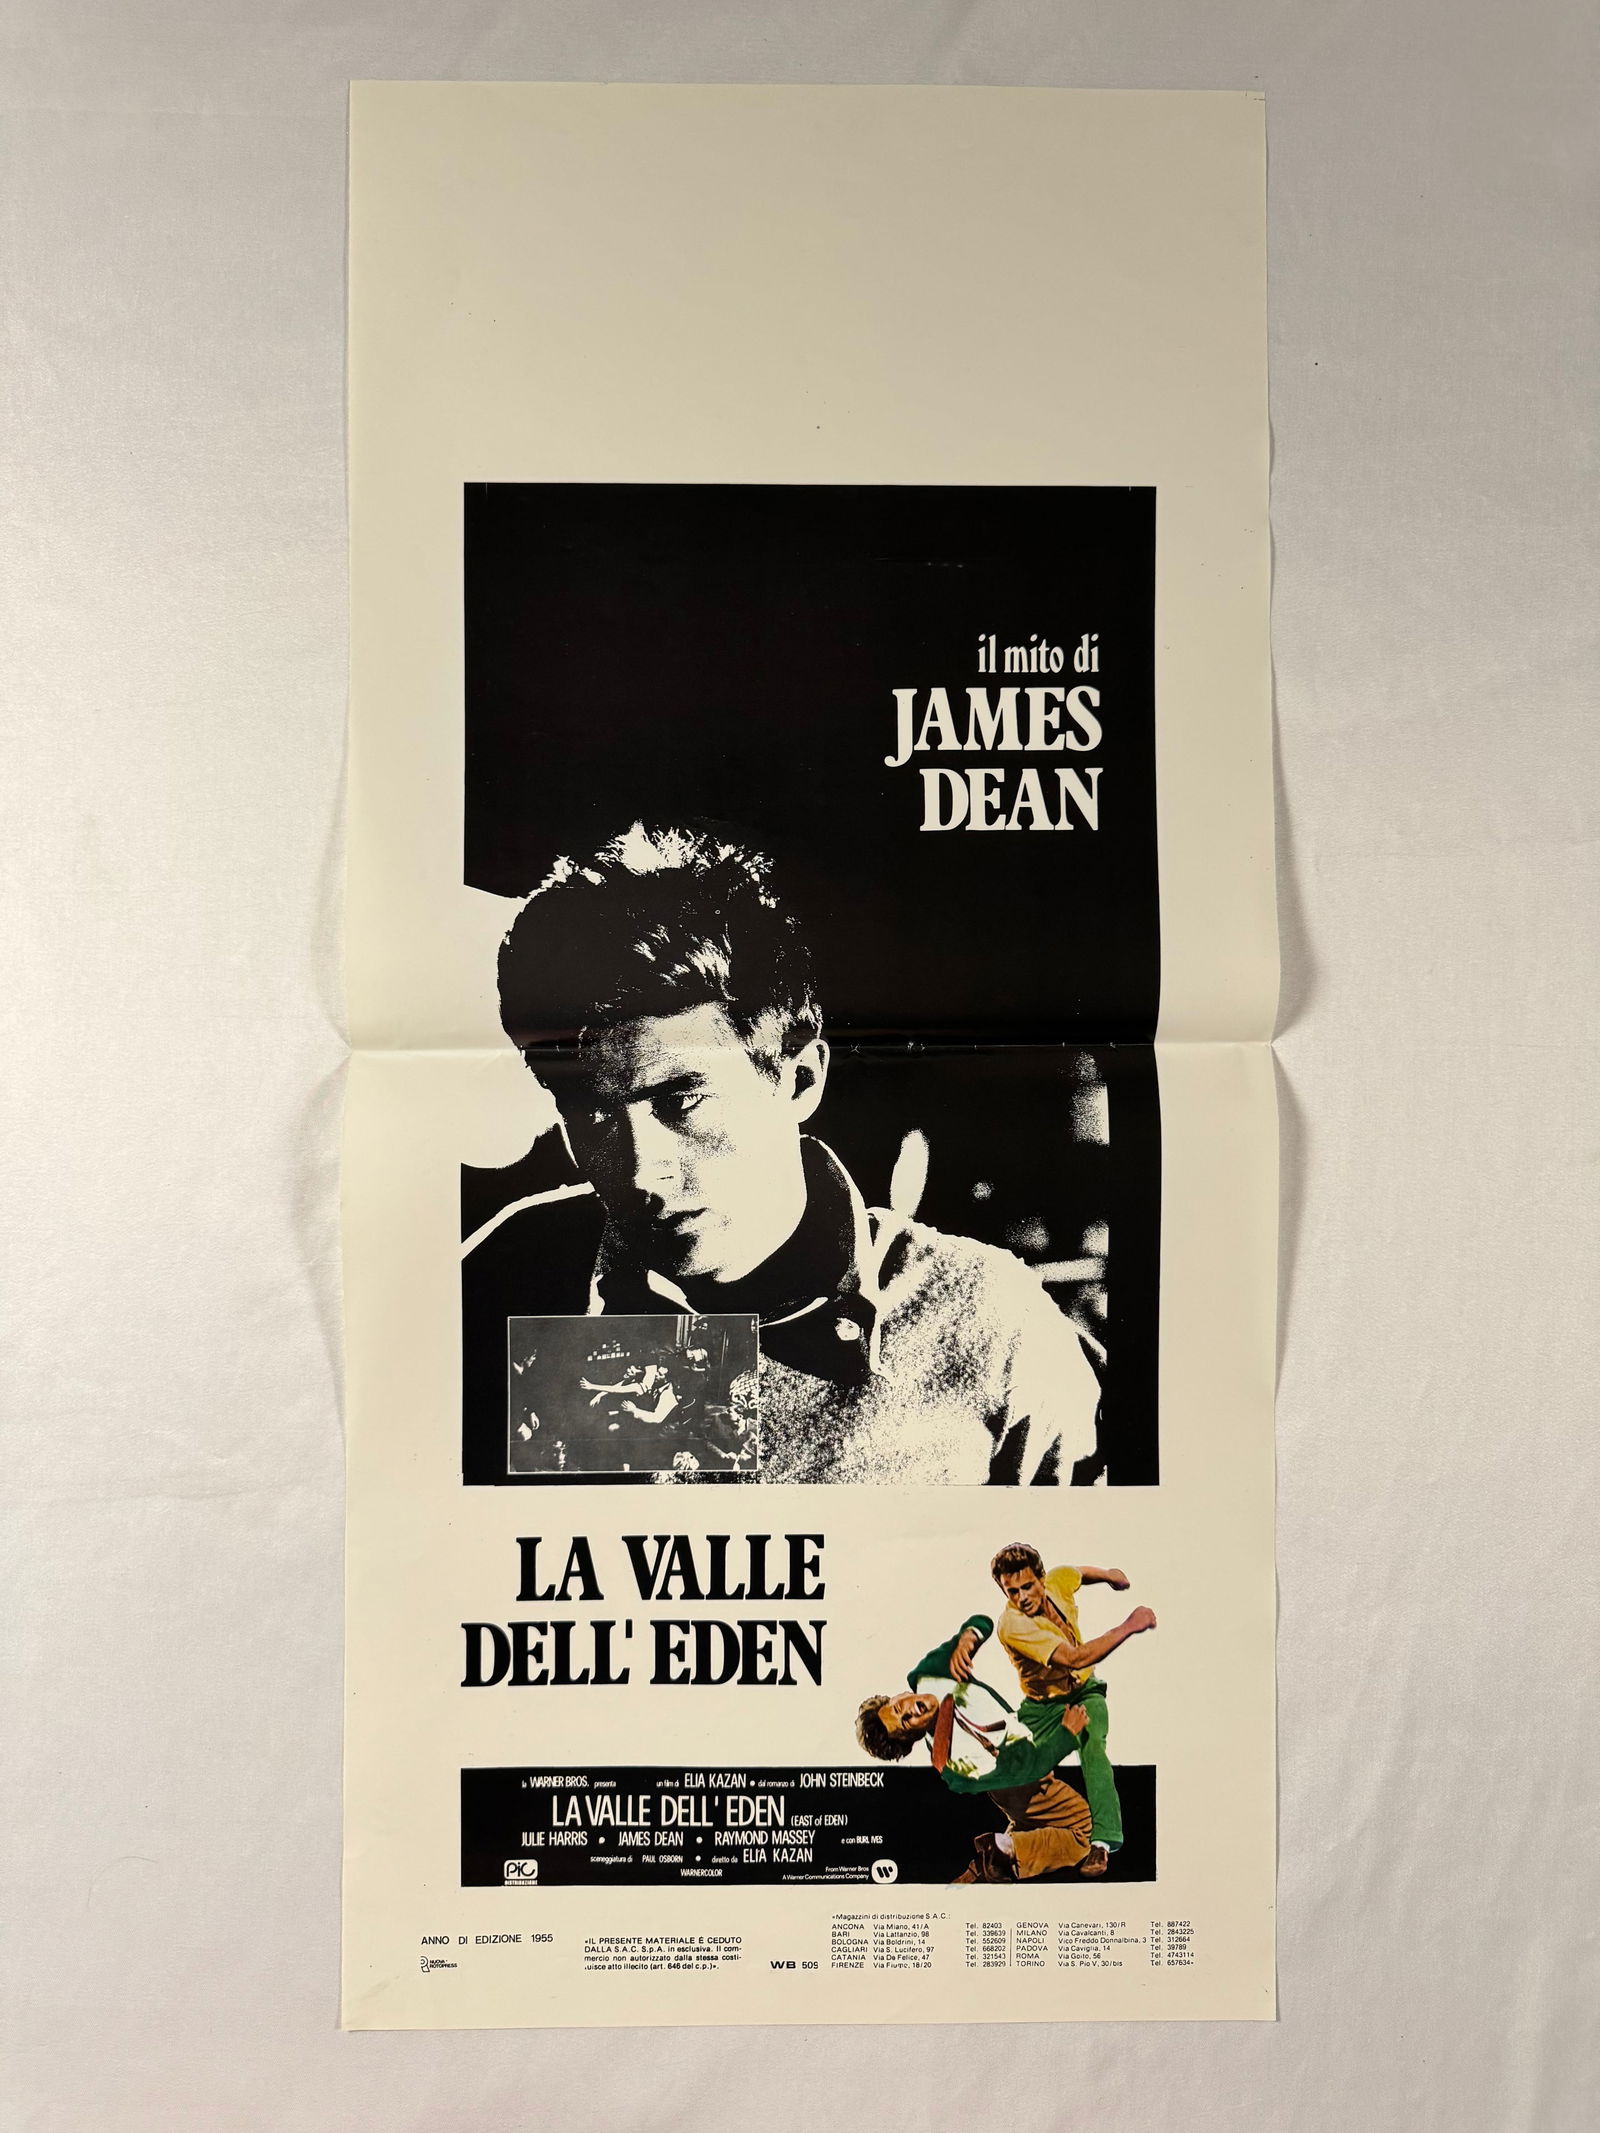 il mito di
JAMES
DEAN
LA VALLE
DELL' EDEN
la WARNER BROS. presenta un film di ELIA KAZAN • dal romanzo di JOHN STEINBECK
LA VALLE DELL' EDEN (EAST of EDEN)
JULIE HARRIS • JAMES DEAN • RAYMOND MASSEY e con BURL IVES
sceneggiatura di PAUL OSBORN • diretto da ELIA KAZAN
WARNERCOLOR
PIC
DISTRIBUZIONE
From Warner Bros
A Warner Communications Company
ANNO DI EDIZIONE 1955
NUOVA
ROTOPRESS
«IL PRESENTE MATERIALE È CEDUTO
DALLA S.A.C. S.p.A. in esclusiva. Il com-
mercio non autorizzato dalla stessa costi-
uisce atto illecito (art. 646 del c.p.)».
WB 509
«Magazzini di distribuzione S.A.C.:
ANCONA Via Miano, 41/A Tel. 82403
BARI Via Lattanzio, 98 Tel. 339639
BOLOGNA Via Boldrini, 14 Tel. 552609
CAGLIARI Via S. Lucifero, 97 Tel. 668202
CATANIA Via De Felice, 47 Tel. 321543
FIRENZE Via Fiume, 18/20 Tel. 283929
GENOVA Via Canevari, 130/R Tel. 887422
MILANO Via Cavalcanti, 8 Tel. 2843225
NAPOLI Vico Freddo Donnalbina, 3 Tel. 312664
PADOVA Via Caviglia, 14 Tel. 39789
ROMA Via Goito, 56 Tel. 4743114
TORINO Via S. Pio V, 30/bis Tel. 657634»